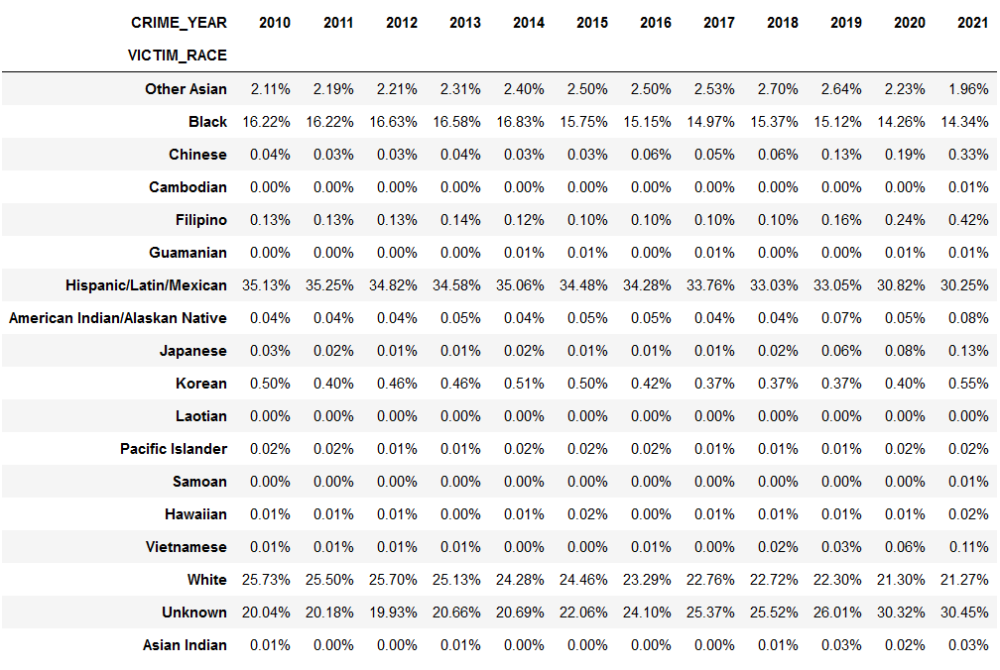 CRIME_YEAR 2010 2011 2012 2013 2014 2015 2016 2017 2018 2019 2020 2021
VICTIM_RACE
Other Asian 2.11% 2.19% 2.21% 2.31% 2.40% 2.50% 2.50% 2.53% 2.70% 2.64% 2.23% 1.96%
Black 16.22% 16.22% 16.63% 16.58% 16.83% 15.75% 15.15% 14.97% 15.37% 15.12% 14.26% 14.34%
Chinese 0.04% 0.03% 0.03% 0.04% 0.03% 0.03% 0.06% 0.05% 0.06% 0.13% 0.19% 0.33%
Cambodian 0.00% 0.00% 0.00% 0.00% 0.00% 0.00% 0.00% 0.00% 0.00% 0.00% 0.00% 0.01%
Filipino 0.13% 0.13% 0.13% 0.14% 0.12% 0.10% 0.10% 0.10% 0.10% 0.16% 0.24% 0.42%
Guamanian 0.00% 0.00% 0.00% 0.00% 0.01% 0.01% 0.00% 0.01% 0.00% 0.00% 0.01% 0.01%
Hispanic/Latin/Mexican 35.13% 35.25% 34.82% 34.58% 35.06% 34.48% 34.28% 33.76% 33.03% 33.05% 30.82% 30.25%
American Indian/Alaskan Native 0.04% 0.04% 0.04% 0.05% 0.04% 0.05% 0.05% 0.04% 0.04% 0.07% 0.05% 0.08%
Japanese 0.03% 0.02% 0.01% 0.01% 0.02% 0.01% 0.01% 0.01% 0.02% 0.06% 0.08% 0.13%
Korean 0.50% 0.40% 0.46% 0.46% 0.51% 0.50% 0.42% 0.37% 0.37% 0.37% 0.40% 0.55%
Laotian 0.00% 0.00% 0.00% 0.00% 0.00% 0.00% 0.00% 0.00% 0.00% 0.00% 0.00% 0.00%
Pacific Islander 0.02% 0.02% 0.01% 0.01% 0.02% 0.02% 0.02% 0.01% 0.01% 0.01% 0.02% 0.02%
Samoan 0.00% 0.00% 0.00% 0.00% 0.00% 0.00% 0.00% 0.00% 0.00% 0.00% 0.00% 0.01%
Hawaiian 0.01% 0.01% 0.01% 0.00% 0.01% 0.02% 0.00% 0.01% 0.01% 0.01% 0.01% 0.02%
Vietnamese 0.01% 0.01% 0.01% 0.01% 0.00% 0.00% 0.01% 0.00% 0.02% 0.03% 0.06% 0.11%
White 25.73% 25.50% 25.70% 25.13% 24.28% 24.46% 23.29% 22.76% 22.72% 22.30% 21.30% 21.27%
Unknown 20.04% 20.18% 19.93% 20.66% 20.69% 22.06% 24.10% 25.37% 25.52% 26.01% 30.32% 30.45%
Asian Indian 0.01% 0.00% 0.00% 0.01% 0.00% 0.00% 0.00% 0.00% 0.01% 0.03% 0.02% 0.03%